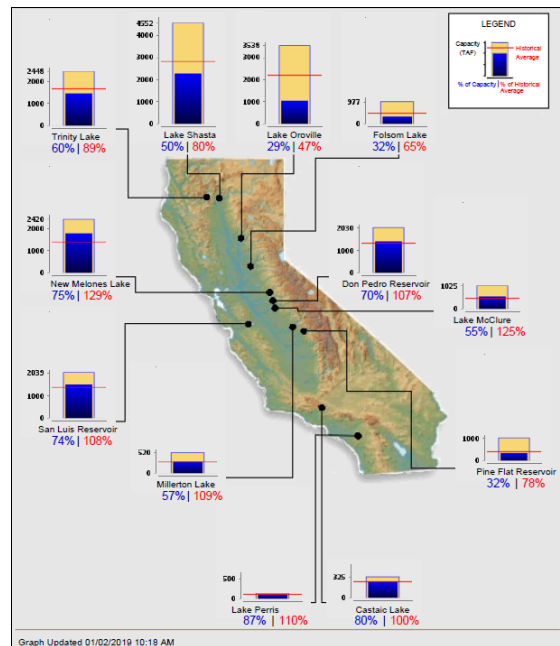 LEGEND
Capacity
(TAF)
Historical
Average
% of Capacity | % of Historical
Average
2448
2000
1000
0
Trinity Lake
60% | 89%
4552
4000
3000
2000
1000
0
Lake Shasta
50% | 80%
3538
3000
2000
1000
0
Lake Oroville
29% | 47%
977
0
Folsom Lake
32% | 65%
2420
2000
1000
0
New Melones Lake
75% | 129%
2030
1000
0
Don Pedro Reservoir
70% | 107%
1025
0
Lake McClure
55% | 125%
2039
1000
0
San Luis Reservoir
74% | 108%
520
0
Millerton Lake
57% | 109%
1000
0
Pine Flat Reservoir
32% | 78%
500
0
Lake Perris
87% | 110%
325
0
Castaic Lake
80% | 100%
Graph Updated 01/02/2019 10:18 AM